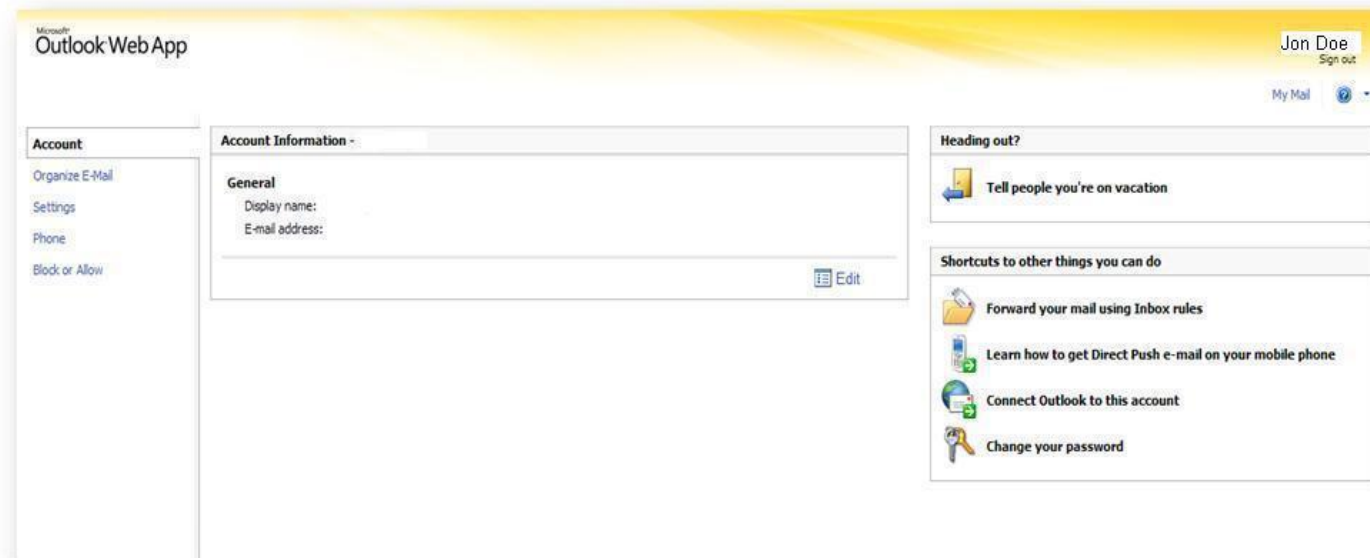 Microsoft
Outlook Web App
Jon Doe
Sign out
My Mail
Account
Organize E-Mail
Settings
Phone
Block or Allow
Account Information -
General
Display name:
E-mail address:
Edit
Heading out?
Tell people you're on vacation
Shortcuts to other things you can do
Forward your mail using Inbox rules
Learn how to get Direct Push e-mail on your mobile phone
Connect Outlook to this account
Change your password